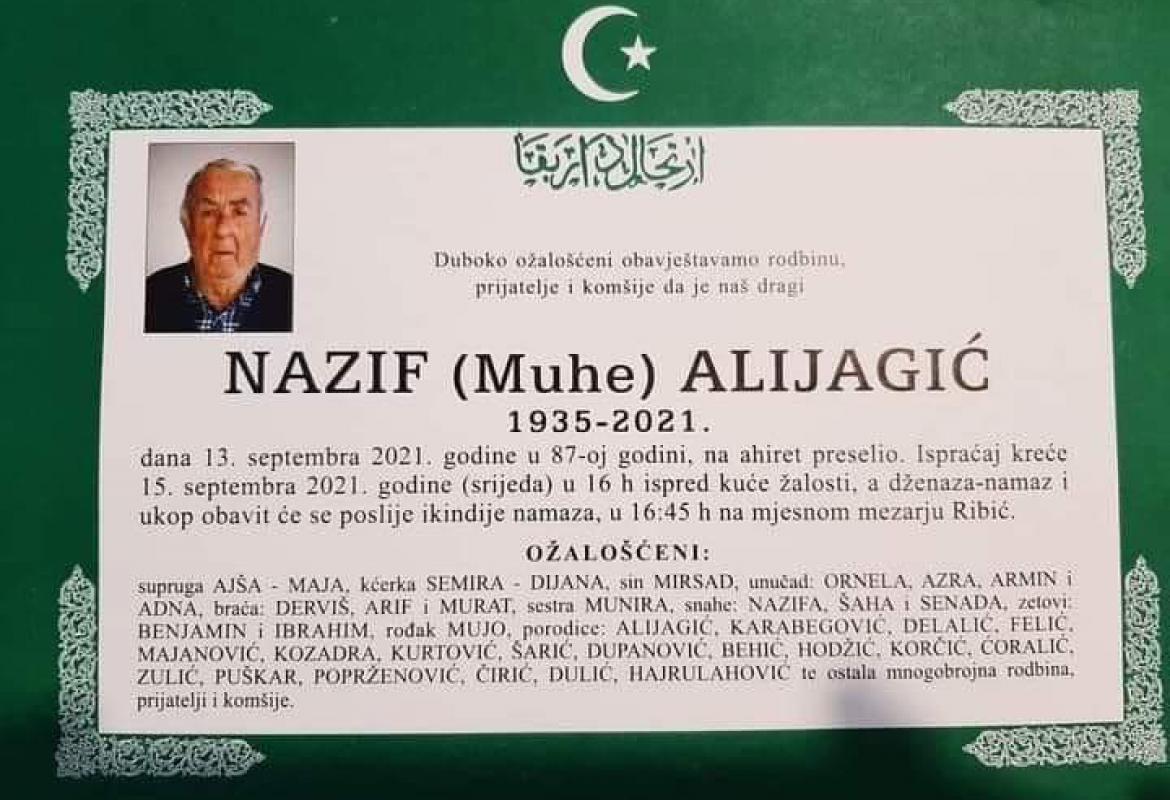 Duboko ožalošćeni obavještavamo rodbinu,
prijatelje i komšije da je naš dragi
NAZIF (Muhe) ALIJAGIĆ
1935-2021.
dana 13. septembra 2021. godine u 87-oj godini, na ahiret preselio. Ispraćaj kreće
15. septembra 2021. godine (srijeda) u 16 h ispred kuće žalosti, a dženaza-namaz i
ukop obavit će se poslije ikindije namaza, u 16:45 h na mjesnom mezarju Ribić.
OŽALOŠĆENI:
supruga AJŠA - MAJA, kćerka SEMIRA - DIJANA, sin MIRSAD, unučad: ORNELA, AZRA, ARMIN i
ADNA, braća: DERVIŠ, ARIF i MURAT, sestra MUNIRA, snahe: NAZIFA, ŠAHA i SENADA, zetovi:
BENJAMIN i IBRAHIM, rođak MUJO, porodice: ALIJAGIĆ, KARABEGOVIĆ, DELALIĆ, FELIĆ,
MAJANOVIĆ, KOZADRA, KURTOVIĆ, ŠARIĆ, DUPANOVIĆ, BEHIĆ, HODŽIĆ, KORČIĆ, ĆORALIĆ,
ZULIĆ, PUŠKAR, POPRŽENOVIĆ, ČIRIĆ, DULIĆ, HAJRULAHOVIĆ te ostala mnogobrojna rodbina,
prijatelji i komšije.